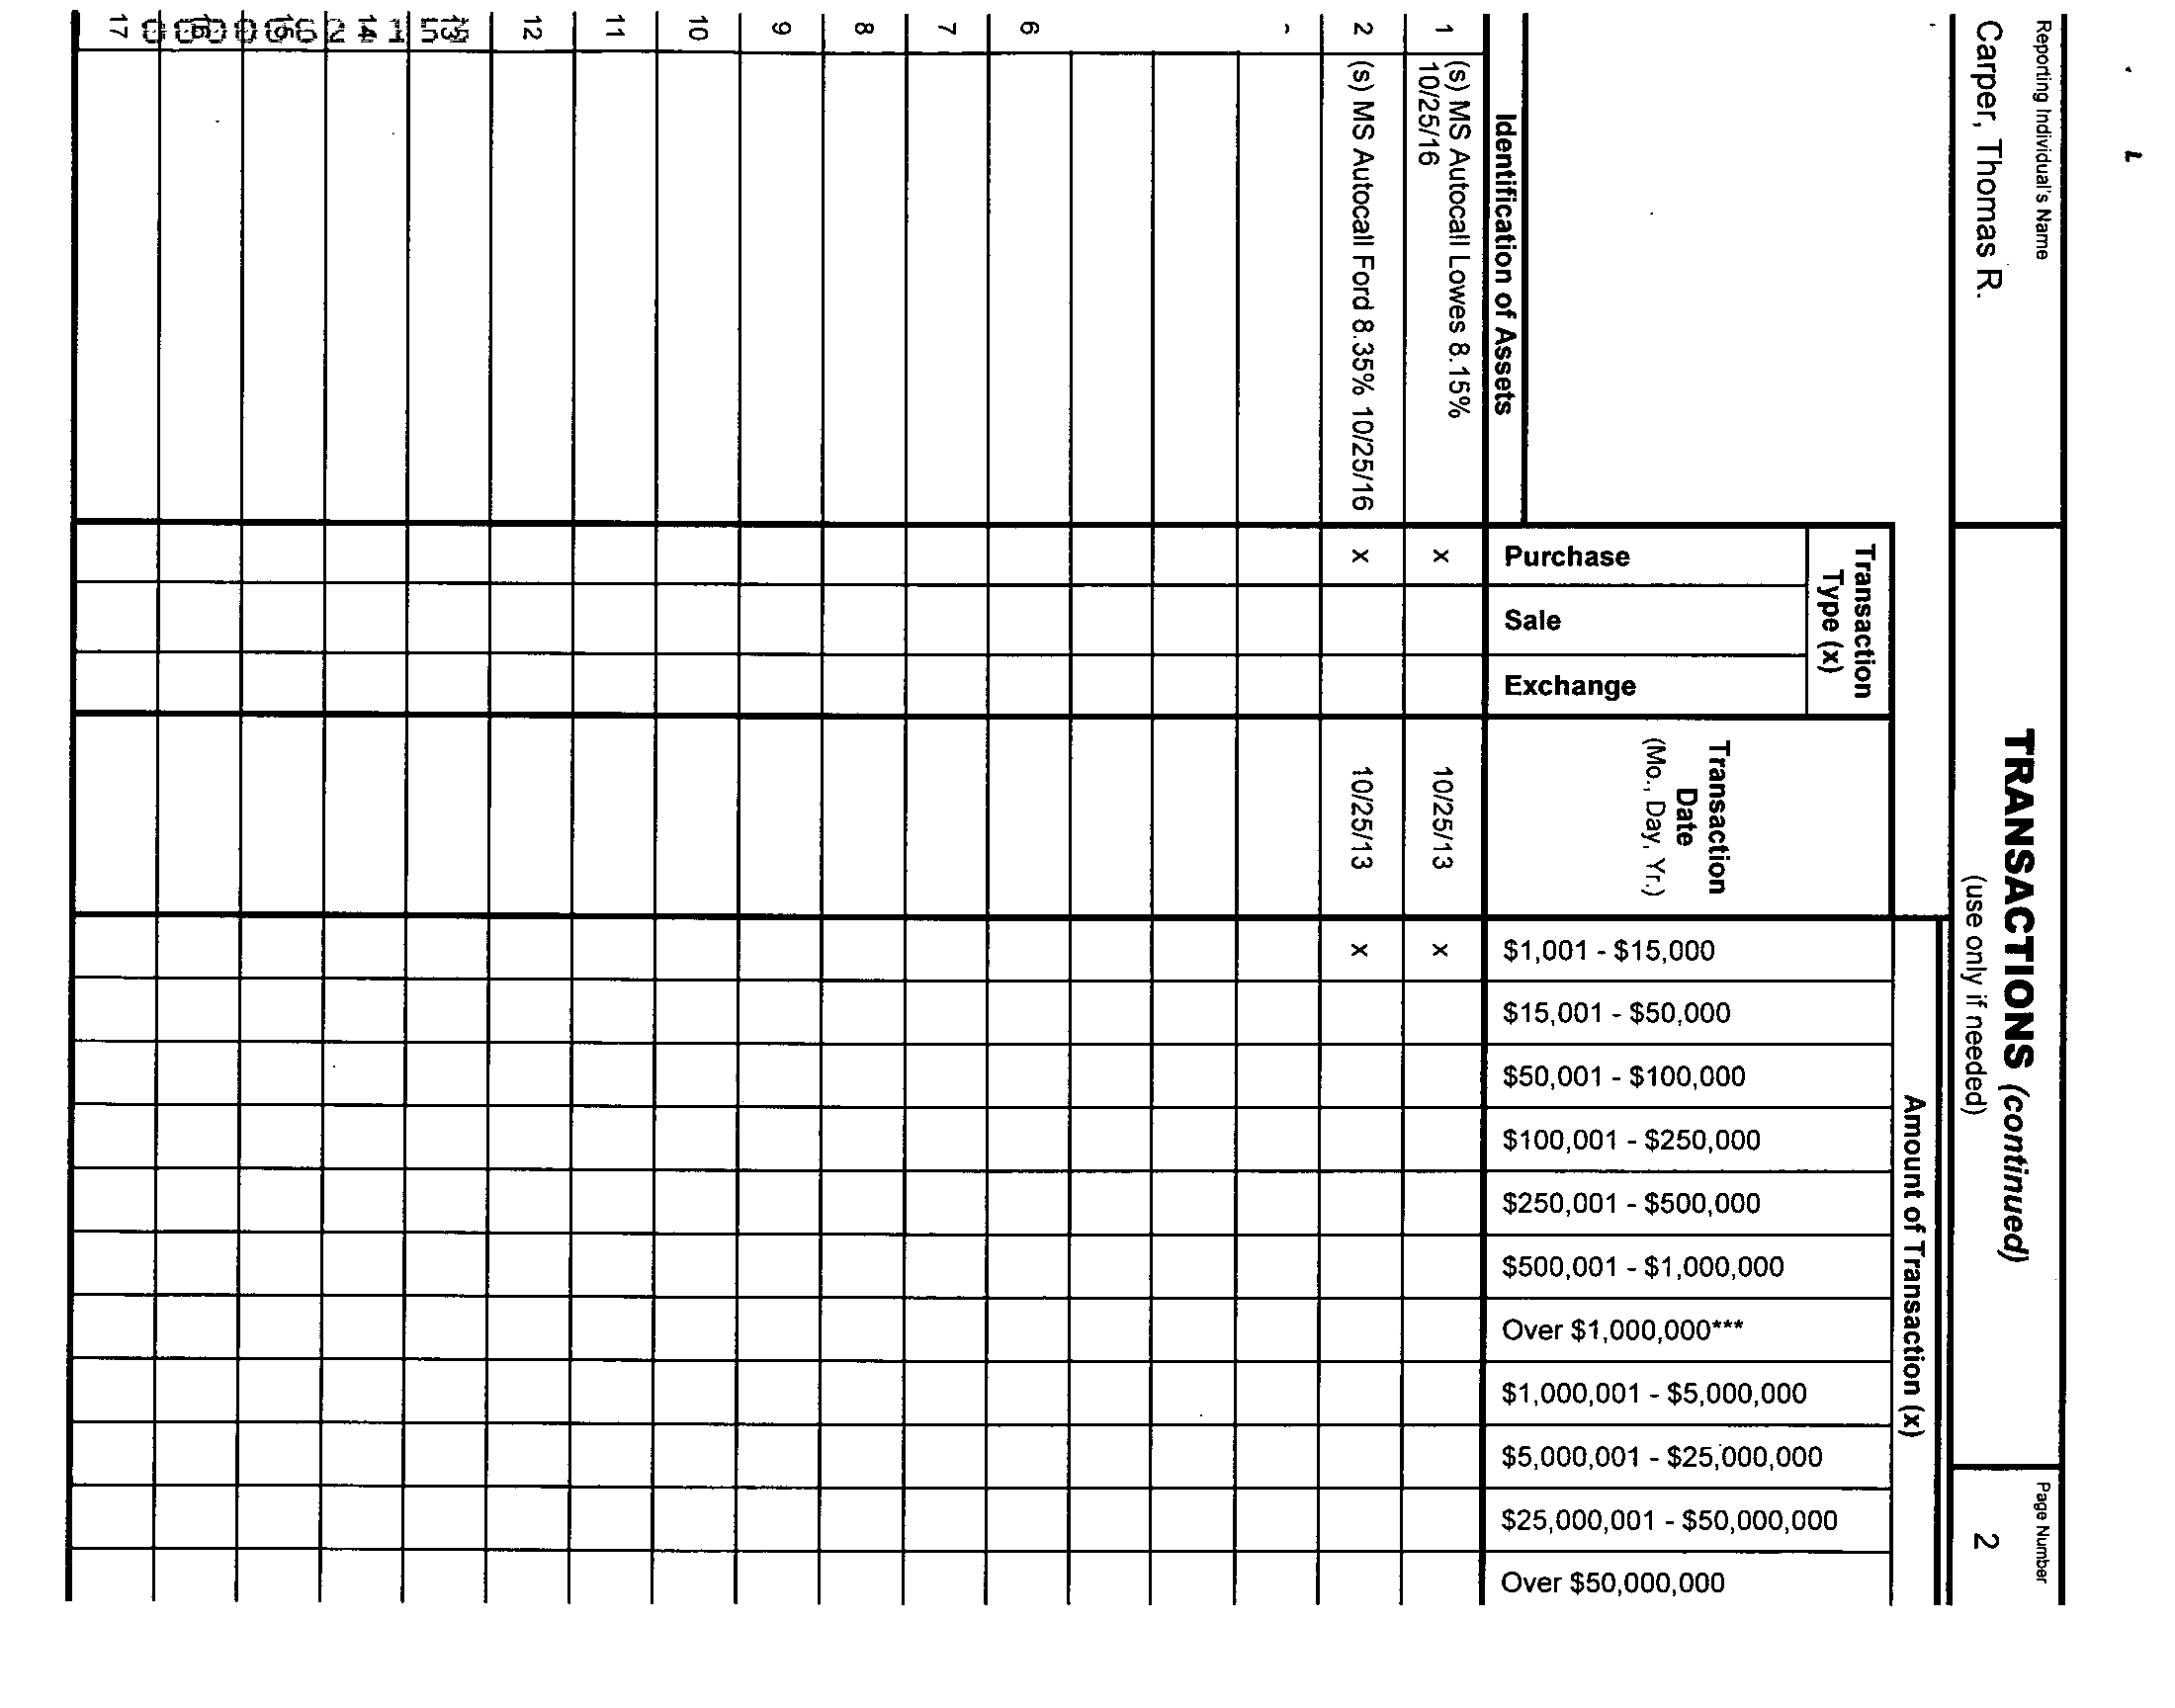 Reporting Individual's Name
Carper, Thomas R.
TRANSACTIONS (continued)
(use only if needed)
Page Number
2
Identification of Assets
Transaction
Type (x)
Purchase
Sale
Exchange
Transaction
Date
(Mo., Day, Yr.)
Amount of Transaction (x)
$1,001 - $15,000
$15,001 - $50,000
$50,001 - $100,000
$100,001 - $250,000
$250,001 - $500,000
$500,001 - $1,000,000
Over $1,000,000***
$1,000,001 - $5,000,000
$5,000,001 - $25,000,000
$25,000,001 - $50,000,000
Over $50,000,000
1 (s) MS Autocall Lowes 8.15% x 10/25/13 x
10/25/16
2 (s) MS Autocall Ford 8.35% 10/25/16 x 10/25/13 x
6
7
8
9
10
11
12
14
17